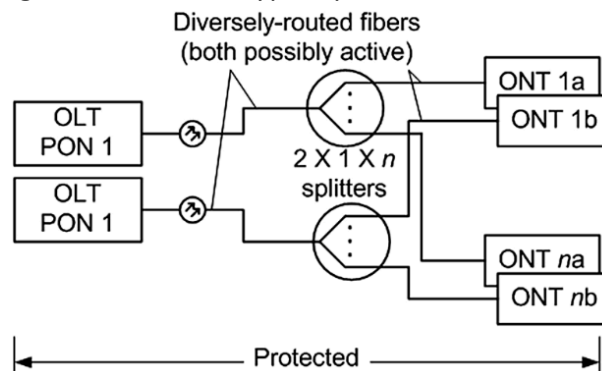 Diversely-routed fibers
(both possibly active)
OLT
PON 1
OLT
PON 1
2 X 1 X n
splitters
ONT 1a
ONT 1b
ONT na
ONT nb
Protected